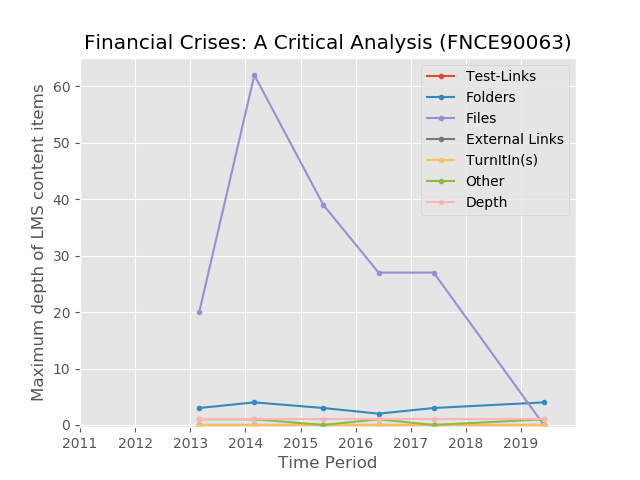 Financial Crises: A Critical Analysis (FNCE90063)
Maximum depth of LMS content items
60
50
40
30
20
10
0
Test-Links
Folders
Files
External Links
TurnItIn(s)
Other
Depth
2011 2012 2013 2014 2015 2016 2017 2018 2019
Time Period